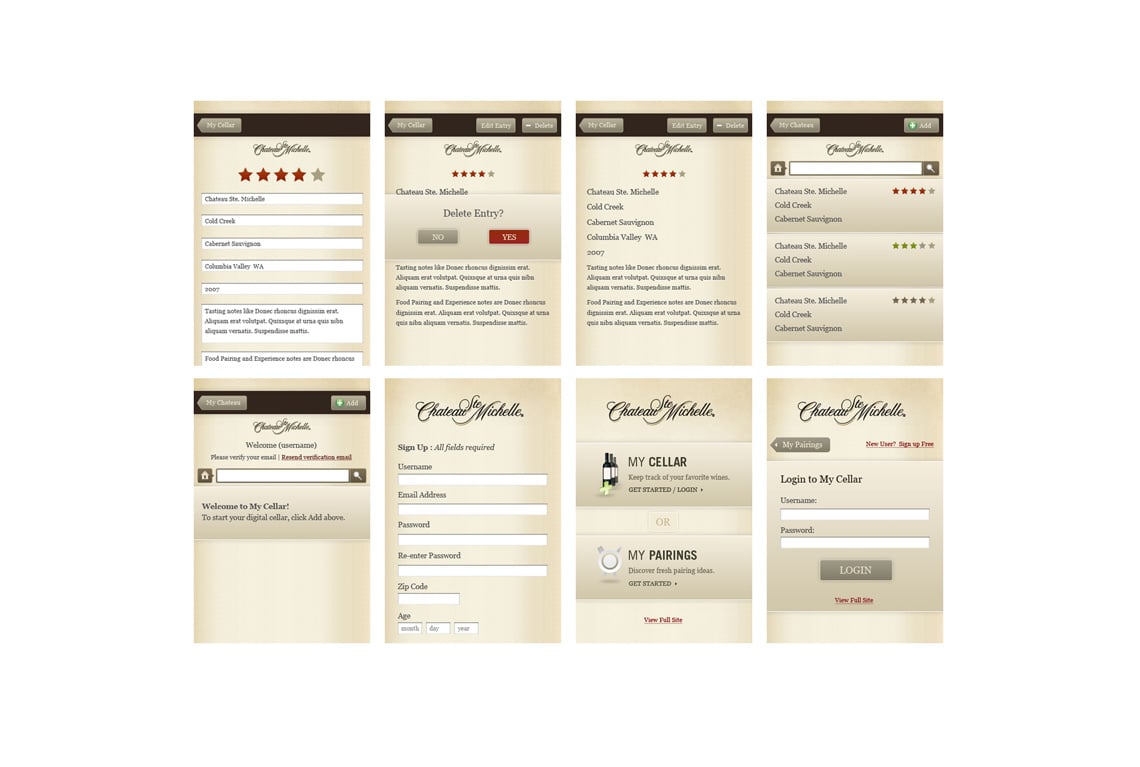 My Cellar
Chateau Ste Michelle.
Chateau Ste. Michelle
Cold Creek
Cabernet Sauvignon
Columbia Valley WA
2007
Tasting notes like Donec rhoncus dignissim erat.
Aliquam erat volutpat. Quisque at urna quis nibn
aliquam vernatis. Suspendisse mattis.
Food Pairing and Experience notes are Donec rhoncus
My Cellar
Edit Entry
Delete
Chateau Ste Michelle.
Chateau Ste. Michelle
Delete Entry?
NO
YES
Tasting notes like Donec rhoncus dignissim erat.
Aliquam erat volutpat. Quisque at urna quis nibn
aliquam vernatis. Suspendisse mattis.
Food Pairing and Experience notes are Donec rhoncus
dignissim erat. Aliquam erat volutpat. Quisque at urna
quis nibn aliquam vernatis. Suspendisse mattis.
My Cellar
Edit Entry
Delete
Chateau Ste Michelle.
Chateau Ste. Michelle
Cold Creek
Cabernet Sauvignon
Columbia Valley WA
2007
Tasting notes like Donec rhoncus dignissim erat.
Aliquam erat volutpat. Quisque at urna quis nibn
aliquam vernatis. Suspendisse mattis.
Food Pairing and Experience notes are Donec rhoncus
dignissim erat. Aliquam erat volutpat. Quisque at urna
quis nibn aliquam vernatis. Suspendisse mattis.
My Chateau
Add
Chateau Ste Michelle.
Chateau Ste. Michelle
Cold Creek
Cabernet Sauvignon
Chateau Ste. Michelle
Cold Creek
Cabernet Sauvignon
Chateau Ste. Michelle
Cold Creek
Cabernet Sauvignon
My Chateau
Add
Chateau Ste Michelle.
Welcome (username)
Please verify your email | Resend verification email
Welcome to My Cellar!
To start your digital cellar, click Add above.
Chateau Ste Michelle.
Sign Up : All fields required
Username
Email Address
Password
Re-enter Password
Zip Code
Age
month day year
Chateau Ste Michelle.
MY CELLAR
Keep track of your favorite wines.
GET STARTED / LOGIN
OR
MY PAIRINGS
Discover fresh pairing ideas.
GET STARTED
View Full Site
Chateau Ste Michelle.
My Pairings
New User? Sign up Free
Login to My Cellar
Username:
Password:
LOGIN
View Full Site